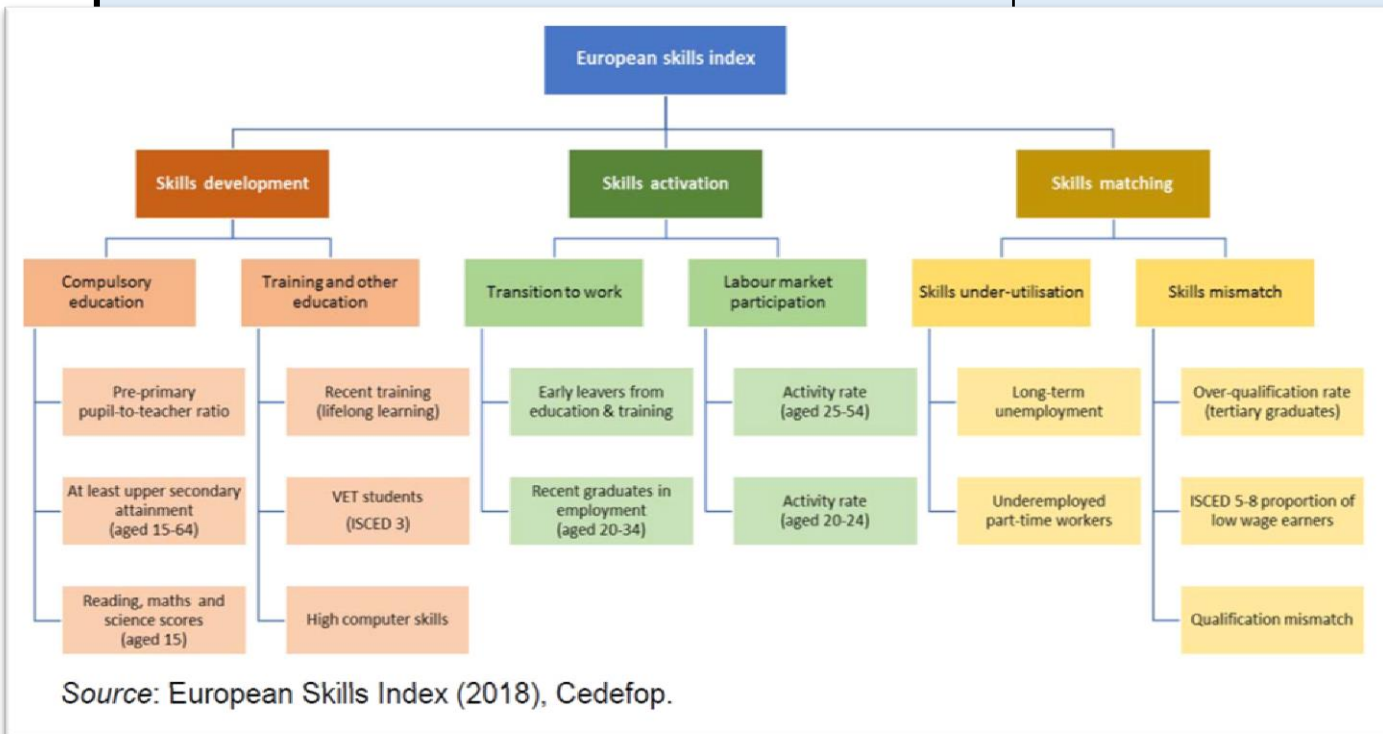 European skills index
Skills development
Skills activation
Skills matching
Compulsory
education
Training and other
education
Transition to work
Labour market
participation
Skills under-utilisation
Skills mismatch
Pre-primary
pupil-to-teacher ratio
Recent training
(lifelong learning)
Early leavers from
education & training
Activity rate
(aged 25-54)
Long-term
unemployment
Over-qualification rate
(tertiary graduates)
At least upper secondary
attainment
(aged 15-64)
VET students
(ISCED 3)
Recent graduates in
employment
(aged 20-34)
Activity rate
(aged 20-24)
Underemployed
part-time workers
ISCED 5-8 proportion of
low wage earners
Reading, maths and
science scores
(aged 15)
High computer skills
Qualification mismatch
Source: European Skills Index (2018), Cedefop.